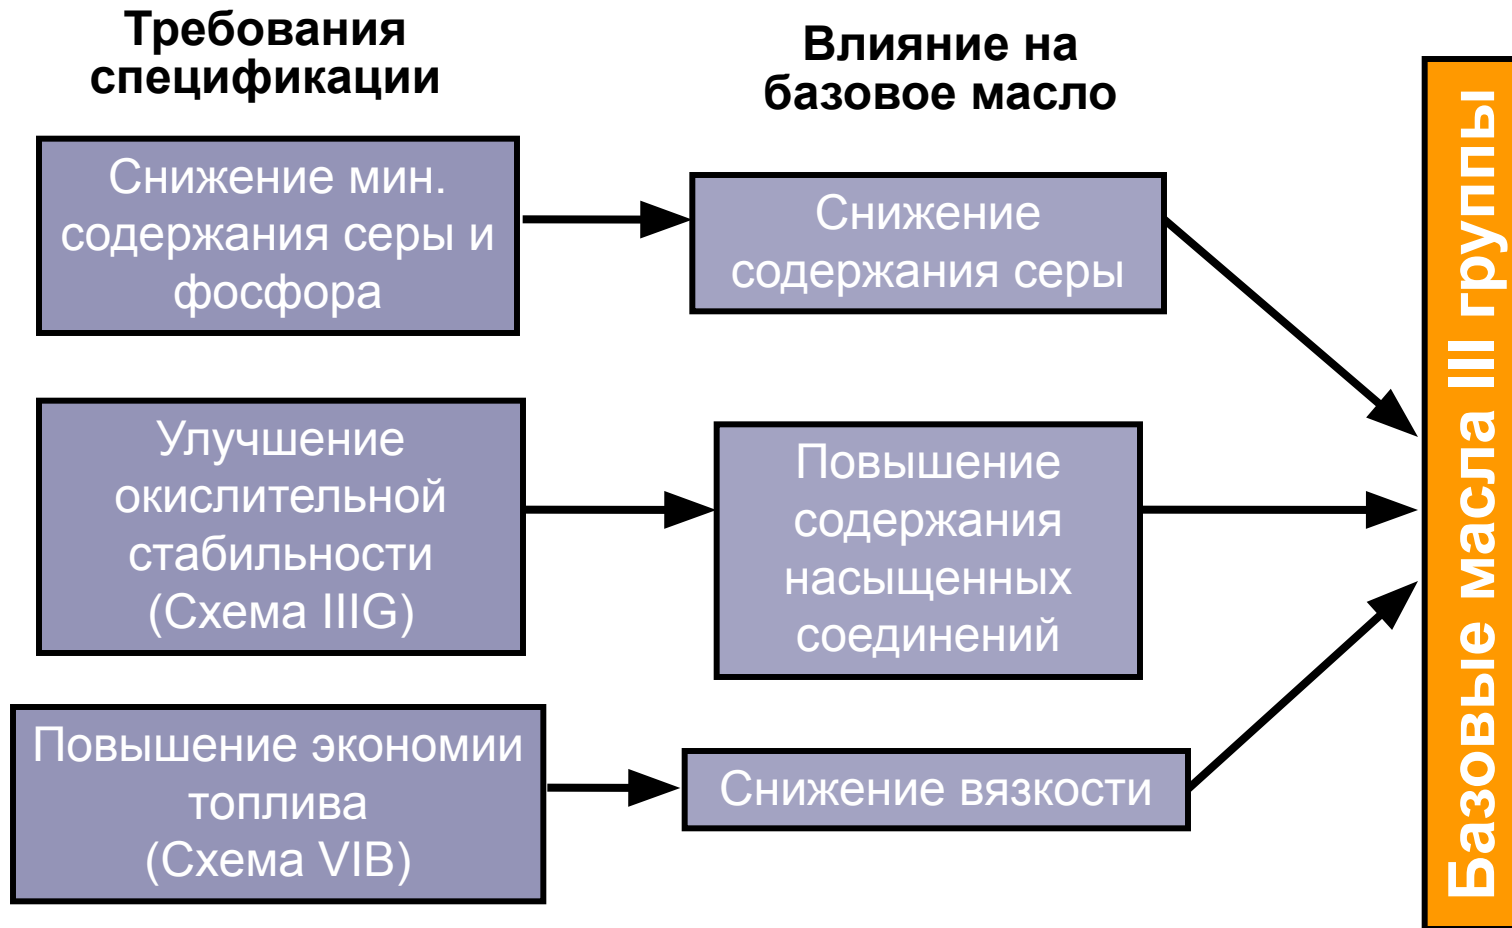 Требования
спецификации
Влияние на
базовое масло
Снижение мин.
содержания серы и
фосфора
Снижение
содержания серы
Улучшение
окислительной
стабильности
(Схема IIIG)
Повышение
содержания
насыщенных
соединений
Повышение экономии
топлива
(Схема VIB)
Снижение вязкости
Базовые масла III группы